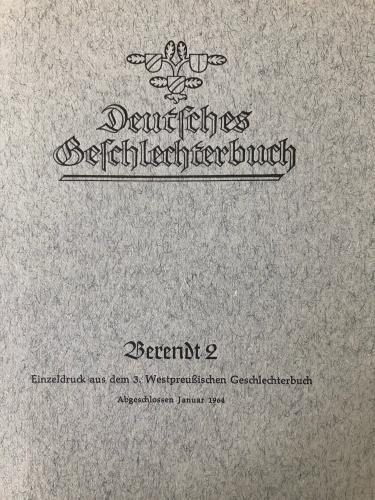 Deutſches
Geſchlechterbuch
Berendt 2
Einzeldruck aus dem 3. Westpreußischen Geschlechterbuch
Abgeschlossen Januar 1964